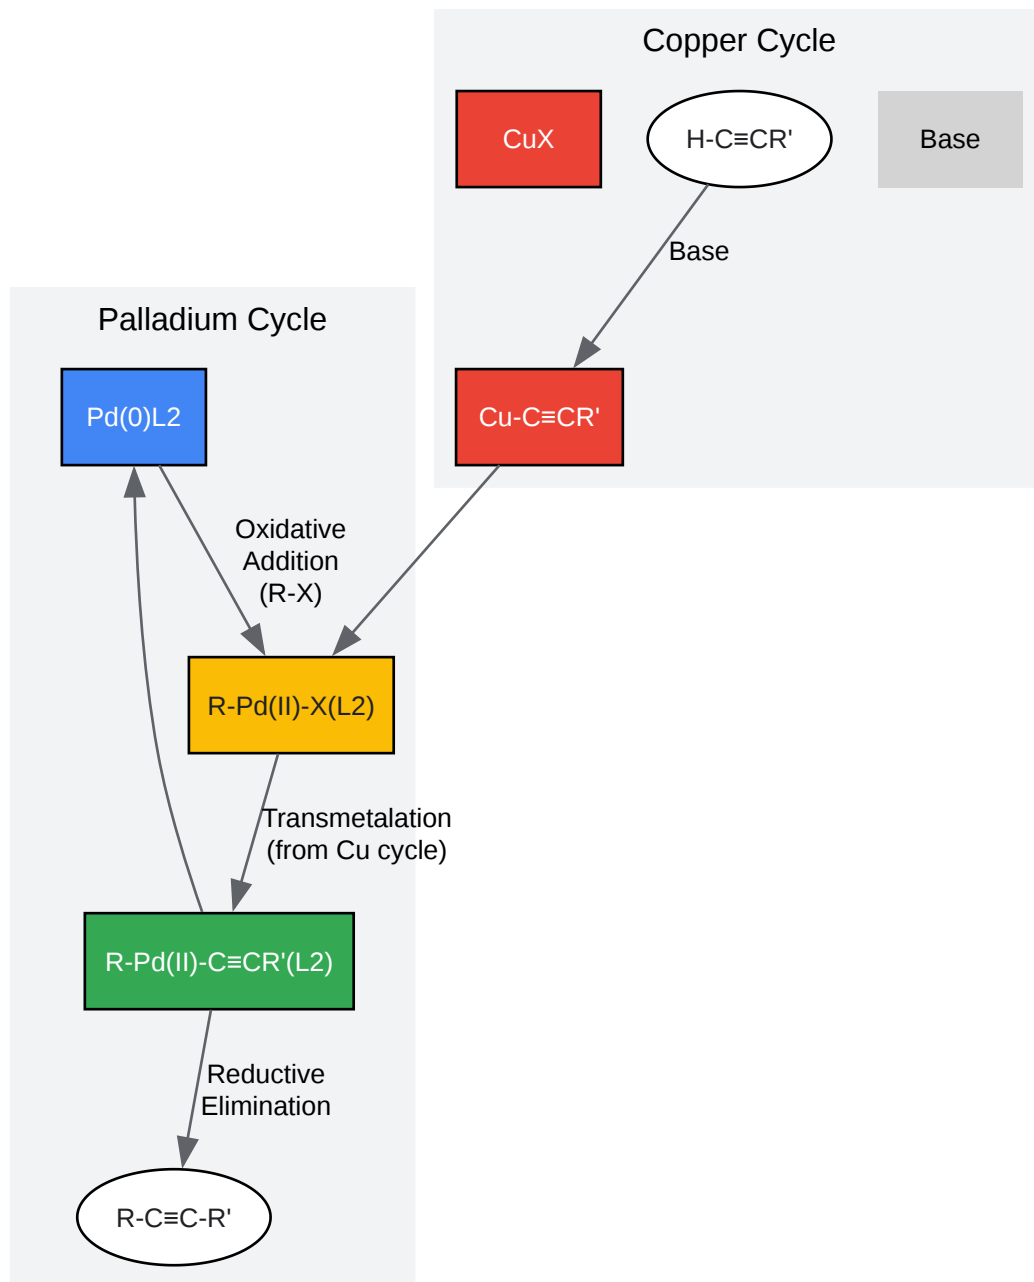 Copper Cycle
CuX
H-C≡CR'
Base
Base
Palladium Cycle
Pd(0)L2
Cu-C≡CR'
Oxidative
Addition
(R-X)
R-Pd(II)-X(L2)
Transmetalation
(from Cu cycle)
R-Pd(II)-C≡CR'(L2)
Reductive
Elimination
R-C≡C-R'